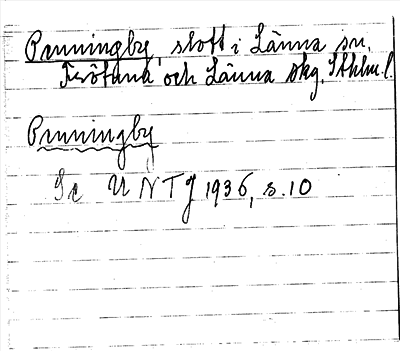 Penningby, slott i Länna sn,
Frötuna och Länna skg, Sthlm.l.
Penningby
Se UNTJ 1936, s. 10